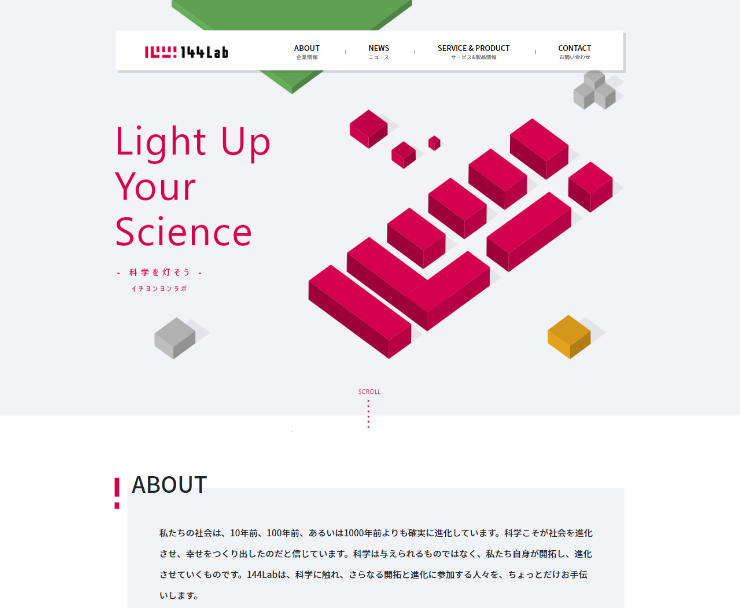 144Lab
ABOUT
企業情報
NEWS
ニュース
SERVICE & PRODUCT
サービス&製品情報
CONTACT
お問い合わせ
Light Up
Your
Science
- 科学を灯そう -
イチヨンヨンラボ
SCROLL
ABOUT
私たちの社会は、10年前、100年前、あるいは1000年前よりも確実に進化しています。科学こそが社会を進化
させ、幸せをつくり出したのだと信じています。科学は与えられるものではなく、私たち自身が開拓し、進化
させていくものです。144Labは、科学に触れ、さらなる開拓と進化に参加する人々を、ちょっとだけお手伝
いします。